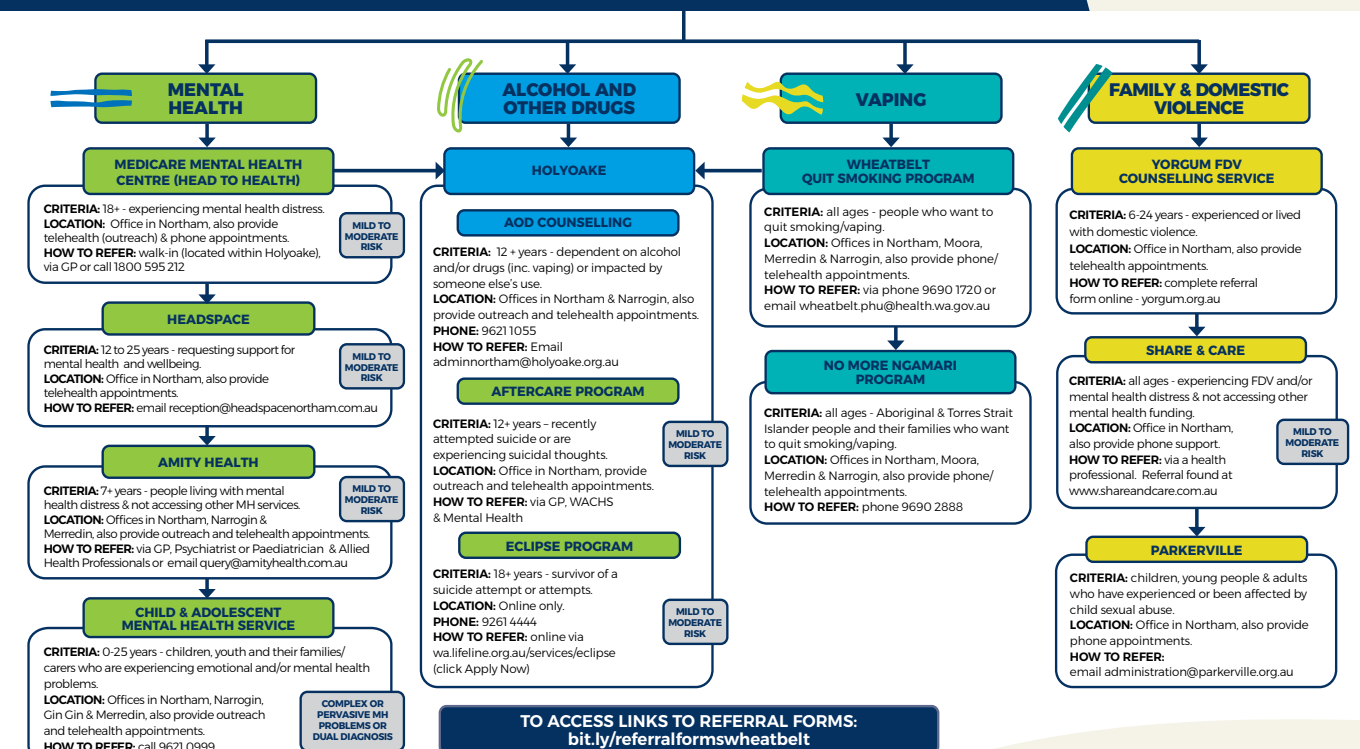 MENTAL
HEALTH
MEDICARE MENTAL HEALTH
CENTRE (HEAD TO HEALTH)
CRITERIA: 18+ - experiencing mental health distress.
LOCATION: Office in Northam, also provide
telehealth (outreach) & phone appointments.
HOW TO REFER: walk-in (located within Holyoake),
via GP or call 1800 595 212
MILD TO
MODERATE
RISK
HEADSPACE
CRITERIA: 12 to 25 years - requesting support for
mental health and wellbeing.
LOCATION: Office in Northam, also provide
telehealth appointments.
HOW TO REFER: email reception@headspacenortham.com.au
MILD TO
MODERATE
RISK
AMITY HEALTH
CRITERIA: 7+ years - people living with mental
health distress & not accessing other MH services.
LOCATION: Offices in Northam, Narrogin &
Merredin, also provide outreach and telehealth appointments.
HOW TO REFER: via GP, Psychiatrist or Paediatrician & Allied
Health Professionals or email query@amityhealth.com.au
MILD TO
MODERATE
RISK
CHILD & ADOLESCENT
MENTAL HEALTH SERVICE
CRITERIA: 0-25 years - children, youth and their families/
carers who are experiencing emotional and/or mental health
problems.
LOCATION: Offices in Northam, Narrogin,
Gin Gin & Merredin, also provide outreach
and telehealth appointments.
HOW TO REFER: call 9621 0999
COMPLEX OR
PERVASIVE MH
PROBLEMS OR
DUAL DIAGNOSIS
ALCOHOL AND
OTHER DRUGS
HOLYOAKE
AOD COUNSELLING
CRITERIA: 12 + years - dependent on alcohol
and/or drugs (inc. vaping) or impacted by
someone else's use.
LOCATION: Offices in Northam & Narrogin, also
provide outreach and telehealth appointments.
PHONE: 9621 1055
HOW TO REFER: Email
adminnortham@holyoake.org.au
AFTERCARE PROGRAM
CRITERIA: 12+ years – recently
attempted suicide or are
experiencing suicidal thoughts.
LOCATION: Office in Northam, provide
outreach and telehealth appointments.
HOW TO REFER: via GP, WACHS
& Mental Health
MILD TO
MODERATE
RISK
ECLIPSE PROGRAM
CRITERIA: 18+ years - survivor of a
suicide attempt or attempts.
LOCATION: Online only.
PHONE: 9261 4444
HOW TO REFER: online via
wa.lifeline.org.au/services/eclipse
(click Apply Now)
MILD TO
MODERATE
RISK
TO ACCESS LINKS TO REFERRAL FORMS:
bit.ly/referralformswheatbelt
VAPING
WHEATBELT
QUIT SMOKING PROGRAM
CRITERIA: all ages - people who want to
quit smoking/vaping.
LOCATION: Offices in Northam, Moora,
Merredin & Narrogin, also provide phone/
telehealth appointments.
HOW TO REFER: via phone 9690 1720 or
email wheatbelt.phu@health.wa.gov.au
NO MORE NGAMARI
PROGRAM
CRITERIA: all ages - Aboriginal & Torres Strait
Islander people and their families who want
to quit smoking/vaping.
LOCATION: Offices in Northam, Moora,
Merredin & Narrogin, also provide phone/
telehealth appointments.
HOW TO REFER: phone 9690 2888
FAMILY & DOMESTIC
VIOLENCE
YORGUM FDV
COUNSELLING SERVICE
CRITERIA: 6-24 years - experienced or lived
with domestic violence.
LOCATION: Office in Northam, also provide
telehealth appointments.
HOW TO REFER: complete referral
form online - yorgum.org.au
SHARE & CARE
CRITERIA: all ages - experiencing FDV and/or
mental health distress & not accessing other
mental health funding.
LOCATION: Office in Northam,
also provide phone support.
HOW TO REFER: via a health
professional. Referral found at
www.shareandcare.com.au
MILD TO
MODERATE
RISK
PARKERVILLE
CRITERIA: children, young people & adults
who have experienced or been affected by
child sexual abuse.
LOCATION: Office in Northam, also provide
phone appointments.
HOW TO REFER:
email administration@parkerville.org.au